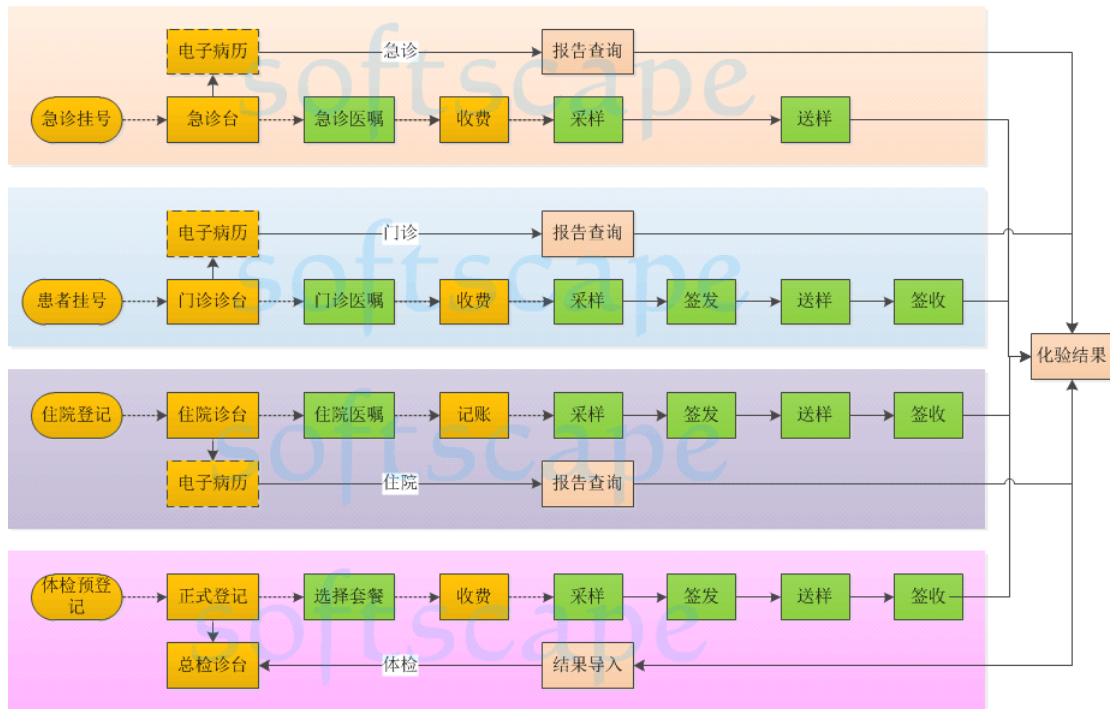 电子病历
急诊
报告查询
急诊挂号
急诊台
急诊医嘱
收费
采样
送样
softscape
电子病历
门诊
报告查询
患者挂号
门诊诊台
门诊医嘱
收费
采样
签发
送样
签收
softscape
化验结果
住院登记
住院诊台
住院医嘱
记账
采样
签发
送样
签收
电子病历
住院
报告查询
softscape
体检预登
记
正式登记
选择套餐
收费
采样
签发
送样
签收
总检诊台
体检
结果导入
softscape